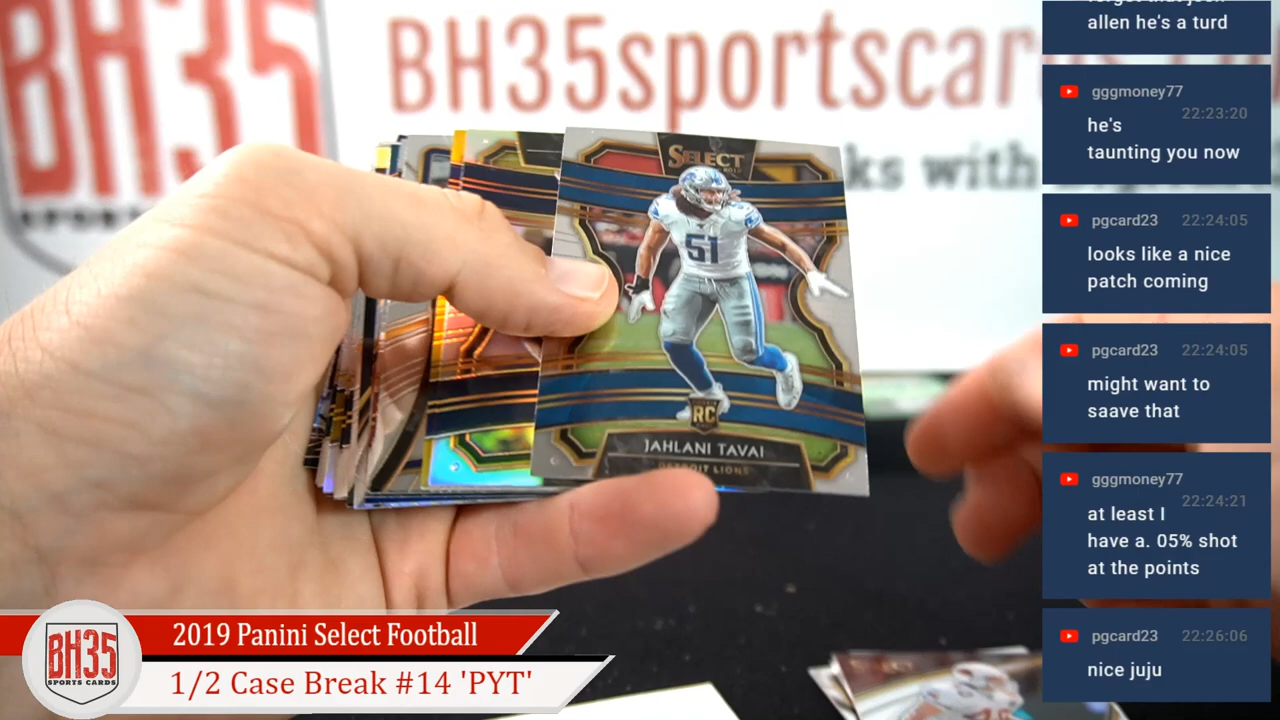 BH35
SPORTS
BH35sportscar
ks with
SELECT
51
RC
JAHLANI TAVAI
DETROIT LIONS
allen he's a turd
gggmoney77
22:23:20
he's
taunting you now
pgcard23 22:24:05
looks like a nice
patch coming
pgcard23 22:24:05
might want to
saave that
gggmoney77
22:24:21
at least I
have a. 05% shot
at the points
pgcard23 22:26:06
nice juju
BH35
SPORTS CARDS
2019 Panini Select Football
1/2 Case Break #14 'PYT'